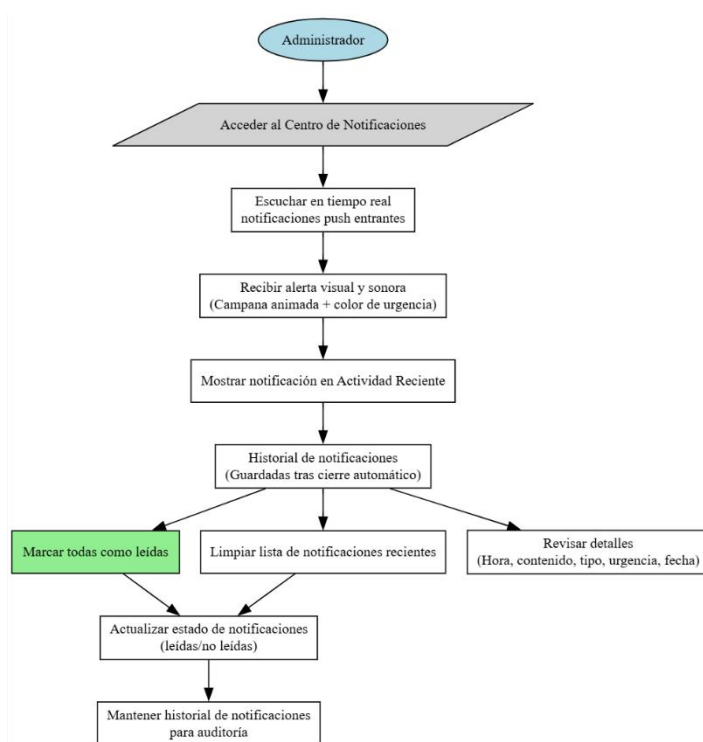 Administrador
Acceder al Centro de Notificaciones
Escuchar en tiempo real
notificaciones push entrantes
Recibir alerta visual y sonora
(Campana animada + color de urgencia)
Mostrar notificación en Actividad Reciente
Historial de notificaciones
(Guardadas tras cierre automático)
Marcar todas como leídas
Limpiar lista de notificaciones recientes
Revisar detalles
(Hora, contenido, tipo, urgencia, fecha)
Actualizar estado de notificaciones
(leídas/no leídas)
Mantener historial de notificaciones
para auditoría